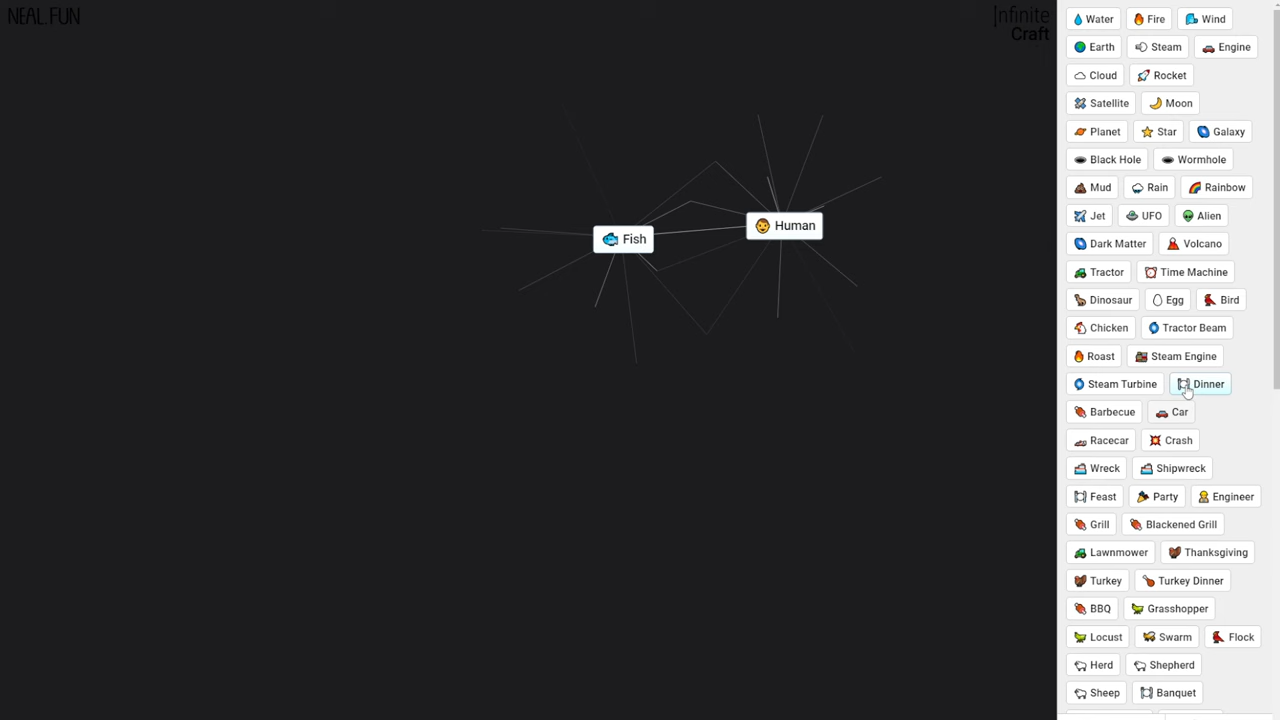 NEAL.FUN
Infinite
Craft
Fish
Human
Water Fire Wind
Earth Steam Engine
Cloud Rocket
Satellite Moon
Planet Star Galaxy
Black Hole Wormhole
Mud Rain Rainbow
Jet UFO Alien
Dark Matter Volcano
Tractor Time Machine
Dinosaur Egg Bird
Chicken Tractor Beam
Roast Steam Engine
Steam Turbine Dinner
Barbecue Car
Racecar Crash
Wreck Shipwreck
Feast Party Engineer
Grill Blackened Grill
Lawnmower Thanksgiving
Turkey Turkey Dinner
BBQ Grasshopper
Locust Swarm Flock
Herd Shepherd
Sheep Banquet